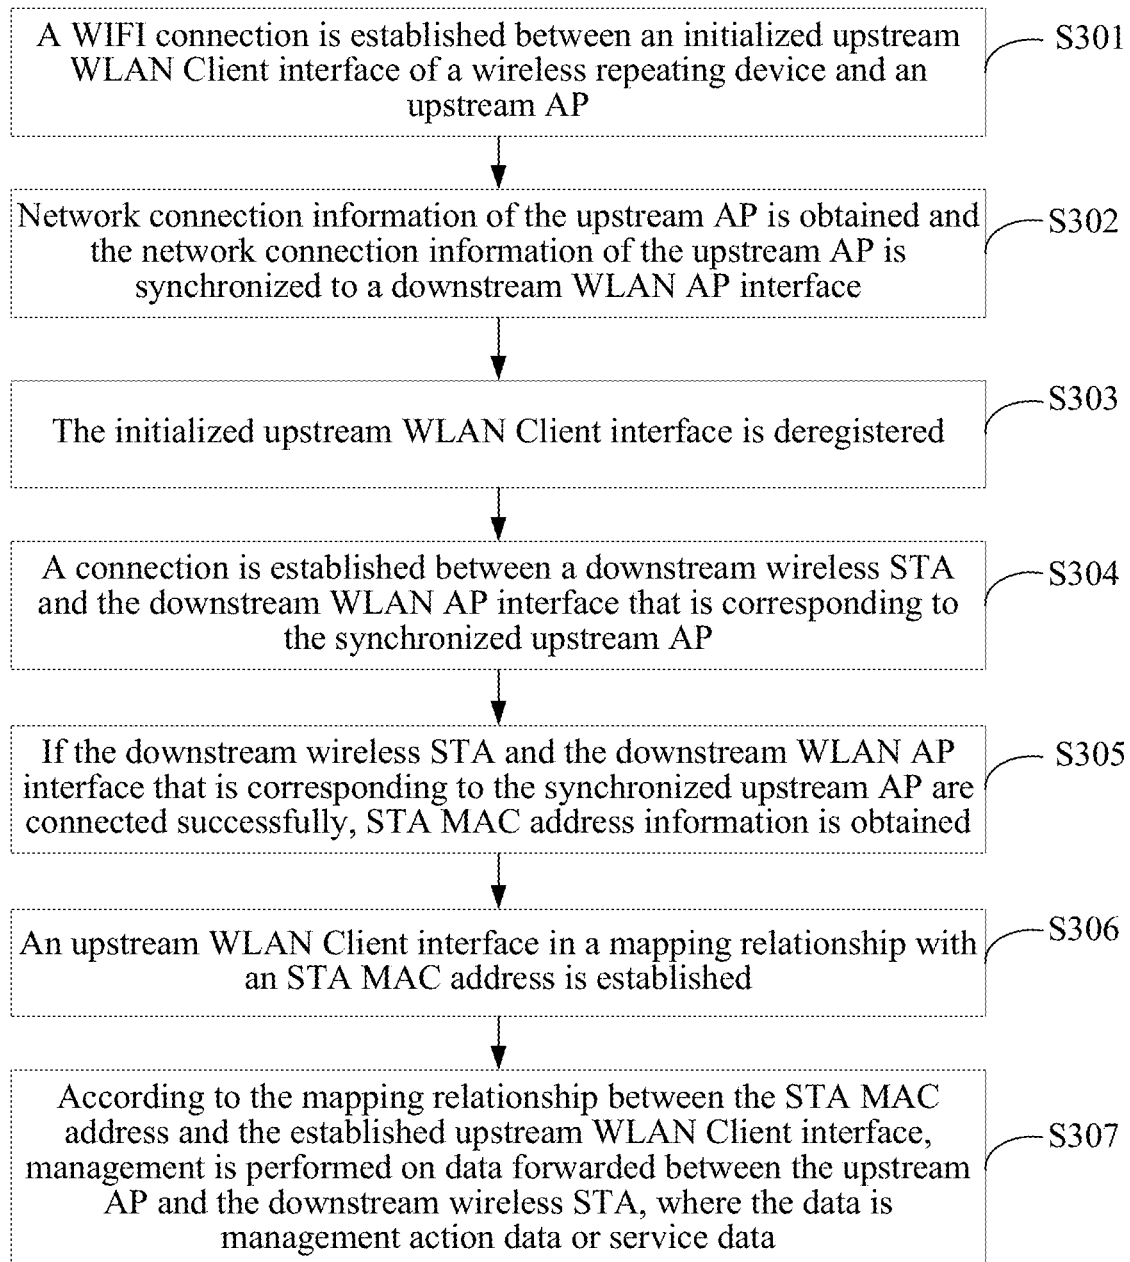 A WIFI connection is established between an initialized upstream
WLAN Client interface of a wireless repeating device and an
upstream AP
S301
Network connection information of the upstream AP is obtained and
the network connection information of the upstream AP is
synchronized to a downstream WLAN AP interface
S302
The initialized upstream WLAN Client interface is deregistered
S303
A connection is established between a downstream wireless STA
and the downstream WLAN AP interface that is corresponding to
the synchronized upstream AP
S304
If the downstream wireless STA and the downstream WLAN AP
interface that is corresponding to the synchronized upstream AP are
connected successfully, STA MAC address information is obtained
S305
An upstream WLAN Client interface in a mapping relationship with
an STA MAC address is established
S306
According to the mapping relationship between the STA MAC
address and the established upstream WLAN Client interface,
management is performed on data forwarded between the upstream
AP and the downstream wireless STA, where the data is
management action data or service data
S307